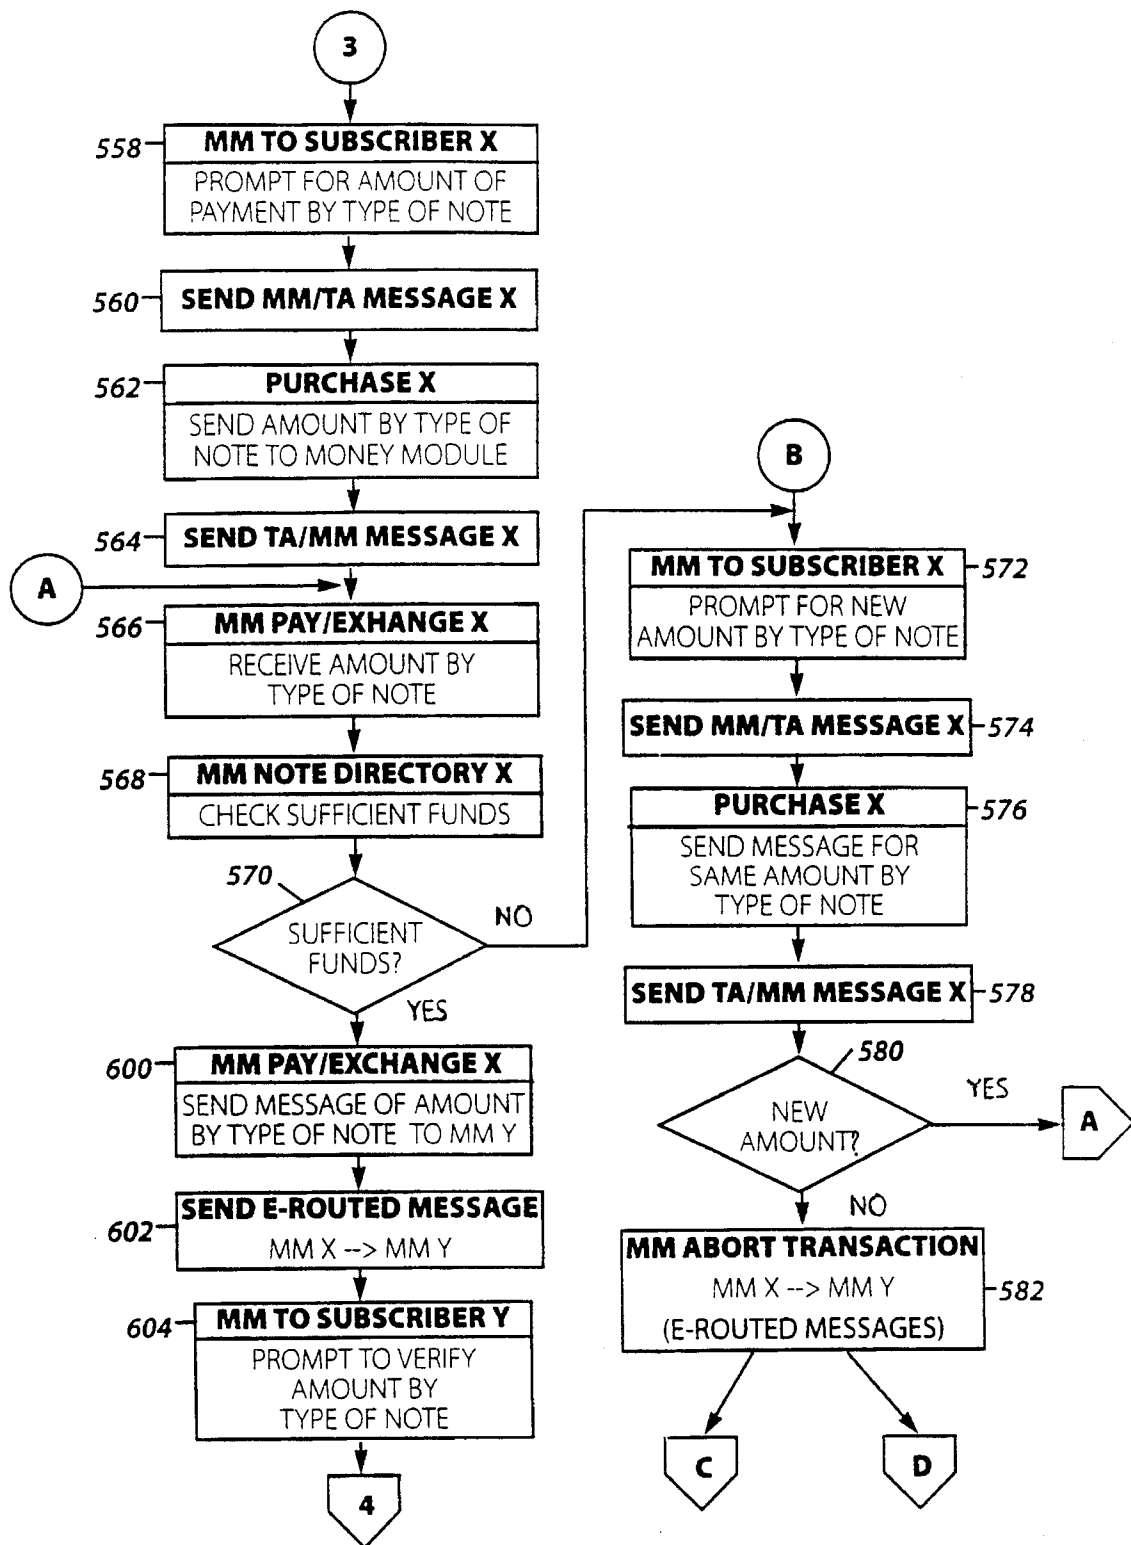 3
558
MM TO SUBSCRIBER X
PROMPT FOR AMOUNT OF
PAYMENT BY TYPE OF NOTE
560
SEND MM/TA MESSAGE X
562
PURCHASE X
SEND AMOUNT BY TYPE OF
NOTE TO MONEY MODULE
564
SEND TA/MM MESSAGE X
A
566
MM PAY/EXHANGE X
RECEIVE AMOUNT BY
TYPE OF NOTE
568
MM NOTE DIRECTORY X
CHECK SUFFICIENT FUNDS
570
SUFFICIENT
FUNDS?
NO
YES
600
MM PAY/EXCHANGE X
SEND MESSAGE OF AMOUNT
BY TYPE OF NOTE TO MM Y
602
SEND E-ROUTED MESSAGE
MM X --> MM Y
604
MM TO SUBSCRIBER Y
PROMPT TO VERIFY
AMOUNT BY
TYPE OF NOTE
4
B
MM TO SUBSCRIBER X
572
PROMPT FOR NEW
AMOUNT BY TYPE OF NOTE
SEND MM/TA MESSAGE X
574
PURCHASE X
576
SEND MESSAGE FOR
SAME AMOUNT BY
TYPE OF NOTE
SEND TA/MM MESSAGE X
578
580
NEW
AMOUNT?
YES
A
NO
MM ABORT TRANSACTION
MM X --> MM Y
582
(E-ROUTED MESSAGES)
C
D